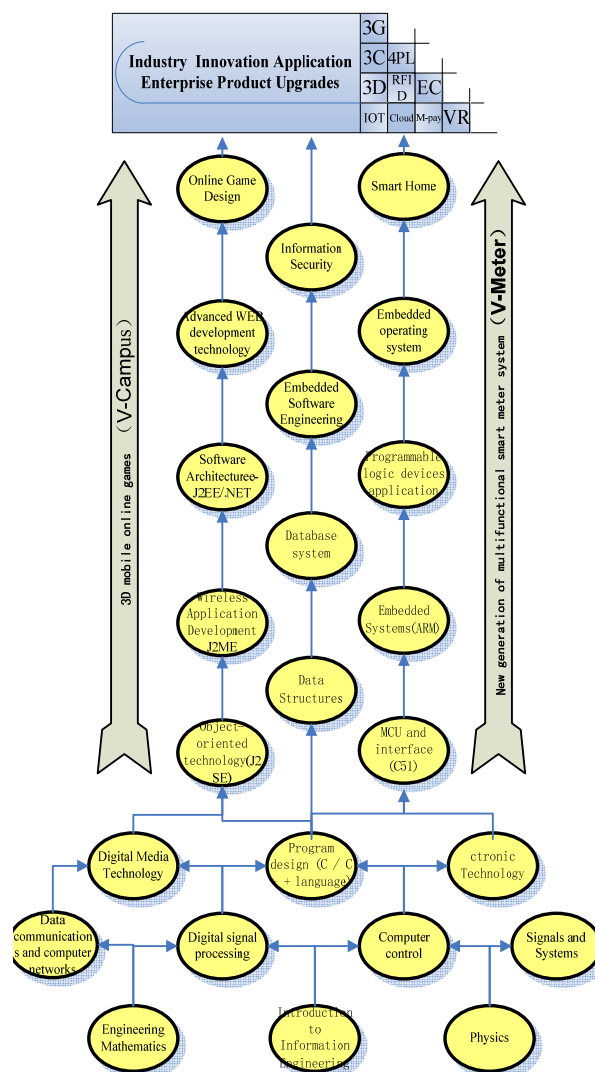 3G
Industry Innovation Application
Enterprise Product Upgrades
3C 4PL
3D RFI
D EC
IOT Cloud M-pay VR
Online Game
Design
Smart Home
Information
Security
Advanced WEB
development
technology
Embedded
operating
system
Embedded
Software
Engineering
Software
Architecturee-
J2EE/.NET
Programmable
logic devices
application
Database
system
Wireless
Application
Development
J2ME
Embedded
Systems(ARM)
Data
Structures
Object-
oriented
technology(J2
SE)
MCU and
interface
(C51)
3D mobile online games (V-Campus)
New generation of multifunctional smart meter system (V-Meter)
Digital Media
Technology
Program
design (C / C
+ language)
ctronic
Technology
Data
communication
s and computer
networks
Digital signal
processing
Computer
control
Signals and
Systems
Engineering
Mathematics
Introduction
to
Information
Engineering
Physics